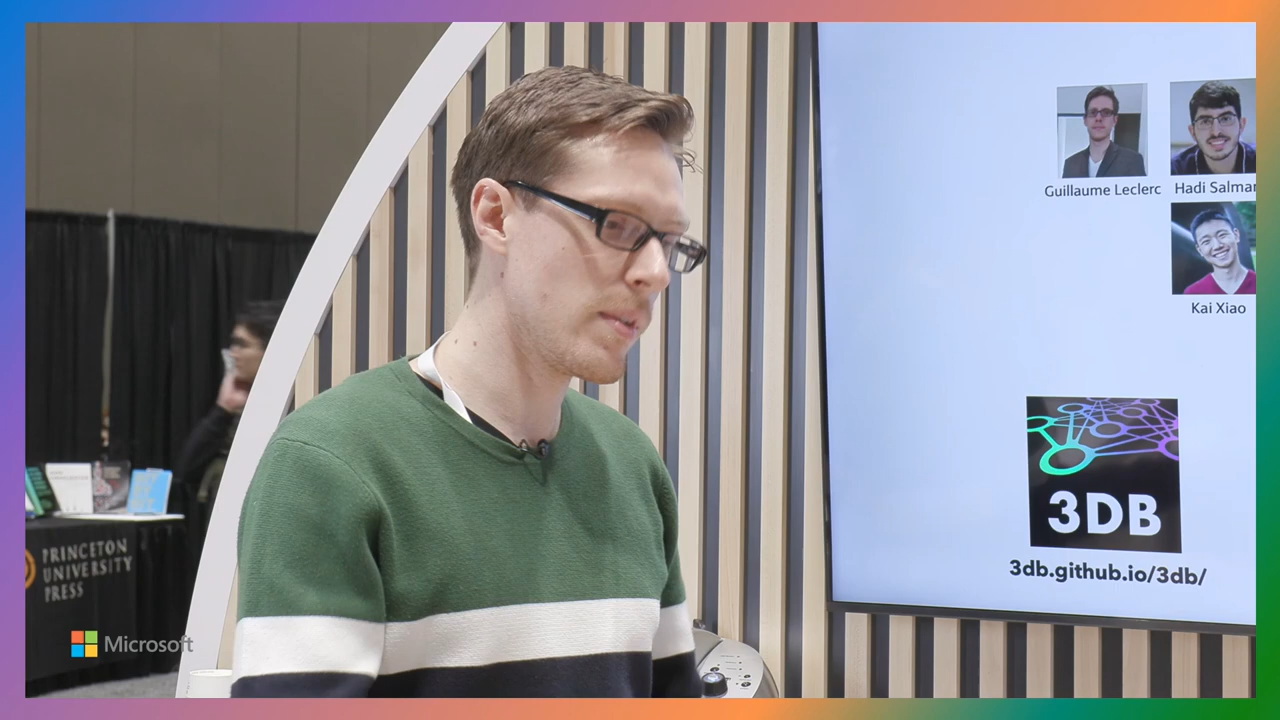 Guillaume Leclerc
Hadi Salman
Kai Xiao
3DB
3db.github.io/3db/
PRINCETON
UNIVERSITY
PRESS
Microsoft